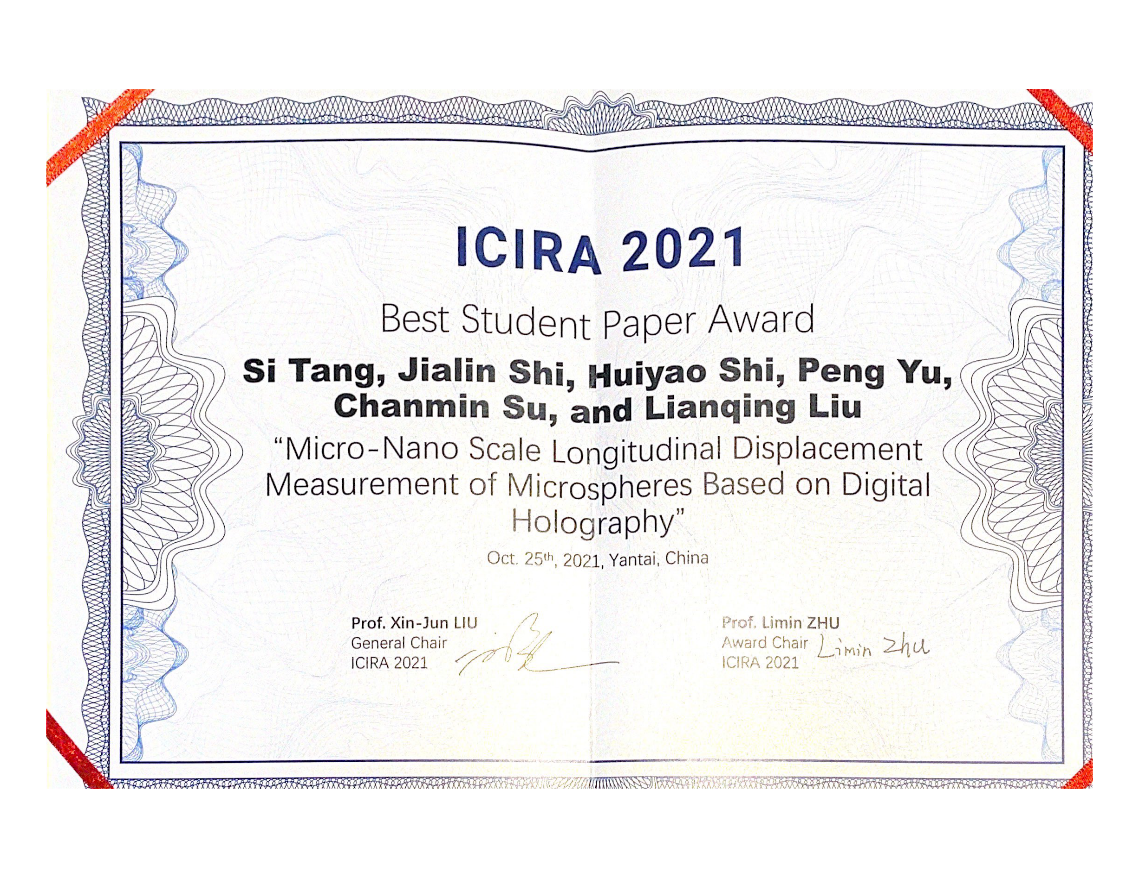 ICIRA 2021
Best Student Paper Award
Si Tang, Jialin Shi, Huiyao Shi, Peng Yu,
Chanmin Su, and Lianqing Liu
“Micro-Nano Scale Longitudinal Displacement
Measurement of Microspheres Based on Digital
Holography”
Oct. 25th, 2021, Yantai, China
Prof. Xin-Jun LIU
General Chair
ICIRA 2021
Prof. Limin ZHU
Award Chair Limin Zhu
ICIRA 2021